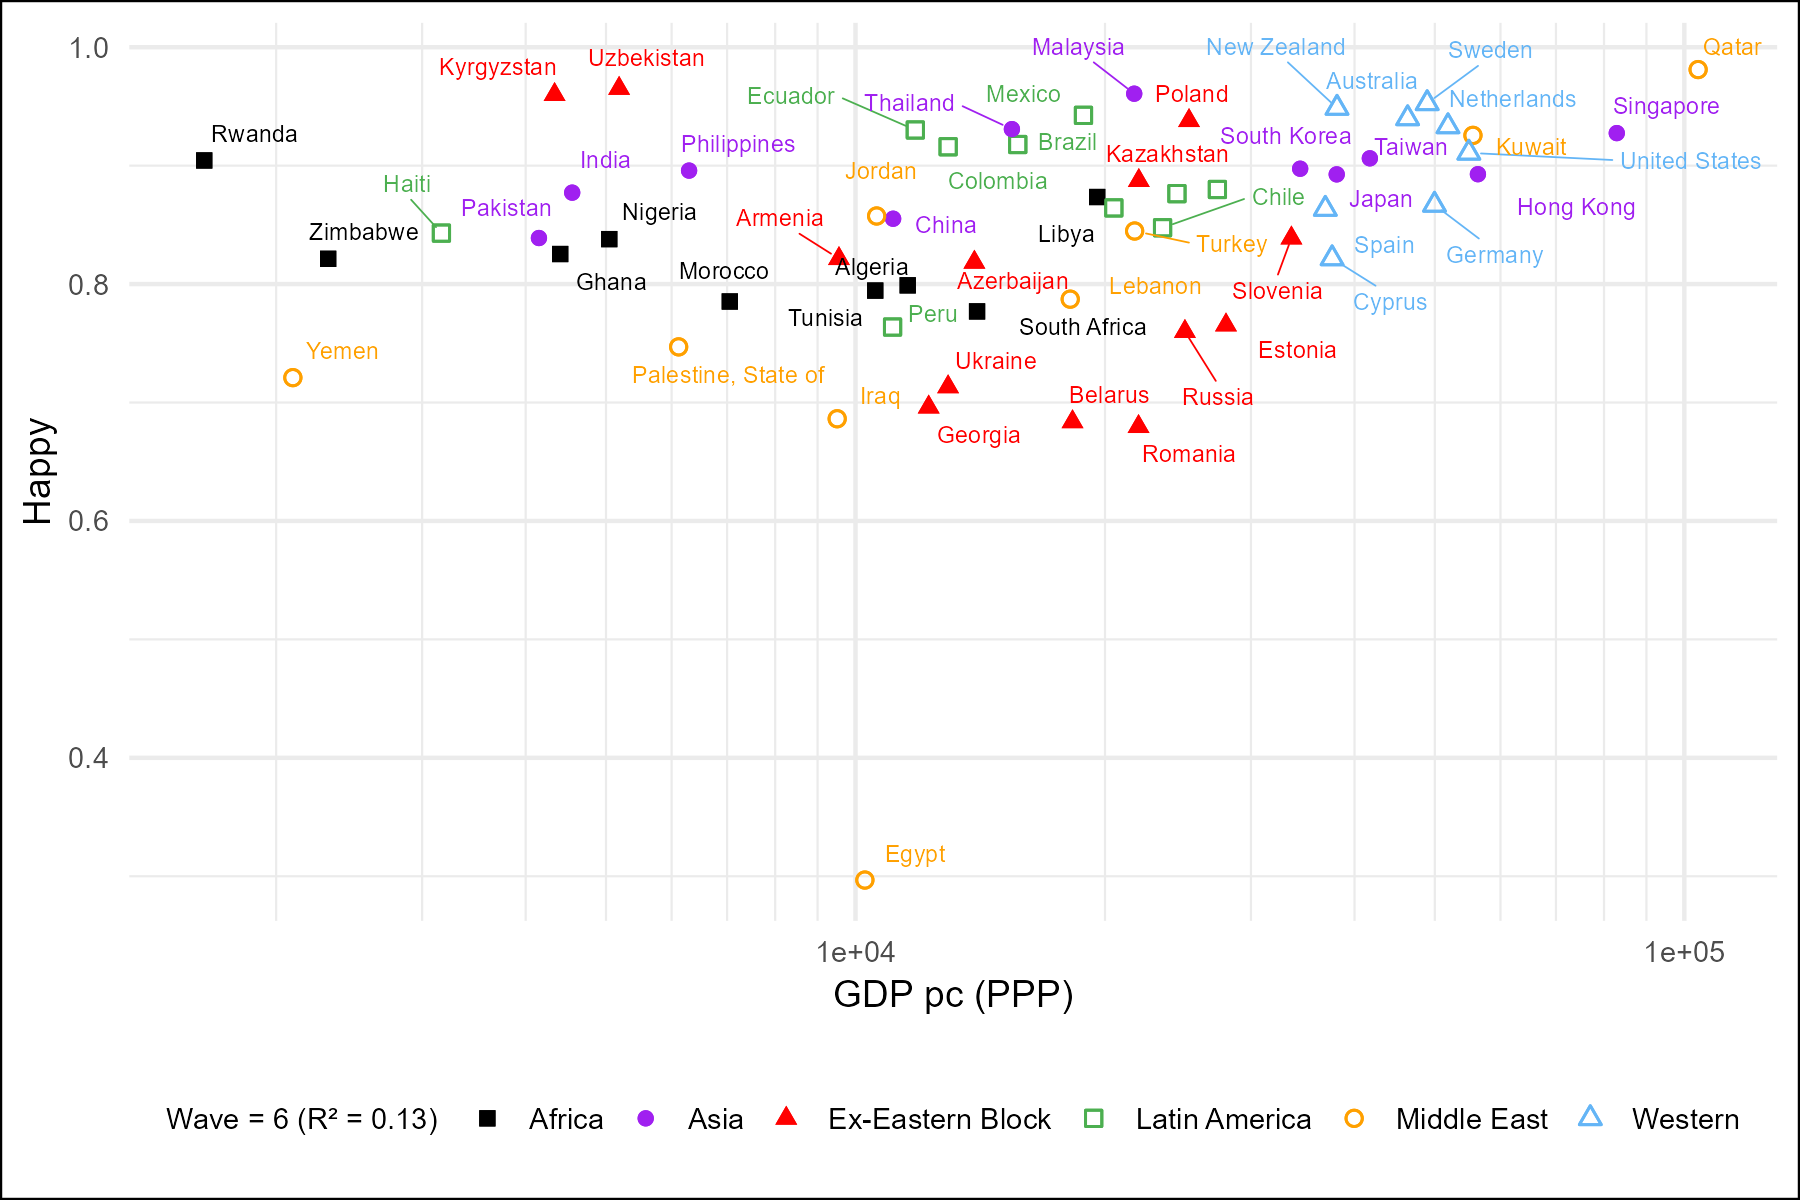 1.0
0.8
0.6
0.4
Happy
Malaysia
New Zealand
Sweden
Qatar
Kyrgyzstan
Uzbekistan
Australia
Ecuador
Thailand
Mexico
Poland
Netherlands
Singapore
Rwanda
South Korea
Philippines
Brazil
Taiwan
Kuwait
India
Kazakhstan
United States
Jordan
Colombia
Haiti
Chile
Japan
Pakistan
Nigeria
Hong Kong
Armenia
China
Zimbabwe
Libya
Turkey
Spain
Germany
Morocco
Algeria
Ghana
Azerbaijan
Lebanon
Slovenia
Cyprus
Tunisia
Peru
South Africa
Yemen
Estonia
Ukraine
Palestine, State of
Iraq
Belarus
Russia
Georgia
Romania
Egypt
1e+04
1e+05
GDP pc (PPP)
Wave = 6 (R² = 0.13) Africa Asia Ex-Eastern Block Latin America Middle East Western